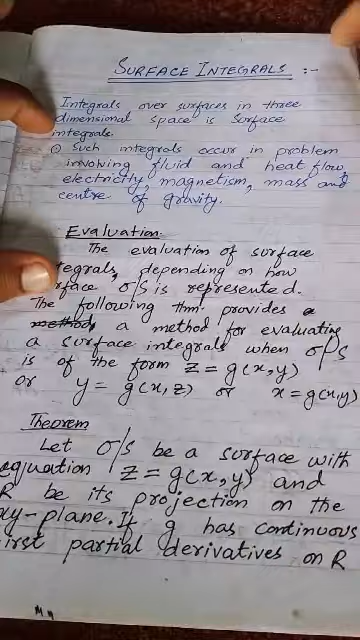 SURFACE INTEGRALS :-
Integrals over surfaces in three
dimensional space is Surface
integrals.
① Such integrals occur in problem
involving fluid and heat flow,
electricity, magnetism, mass and
centre of gravity.
Evaluation:-
The evaluation of surface
tegrals, depending on how
rface σ/S is represented.
The following thm. provides a
method, a method for evaluating
a surface integrals when σ/S
is of the form z = g(x,y)
or y = g(x,z) or x = g(x,y)
Theorem
Let σ/S be a surface with
equation z = g(x,y) and
R be its projection on the
xy-plane. If g has continuous
irst partial derivatives on R